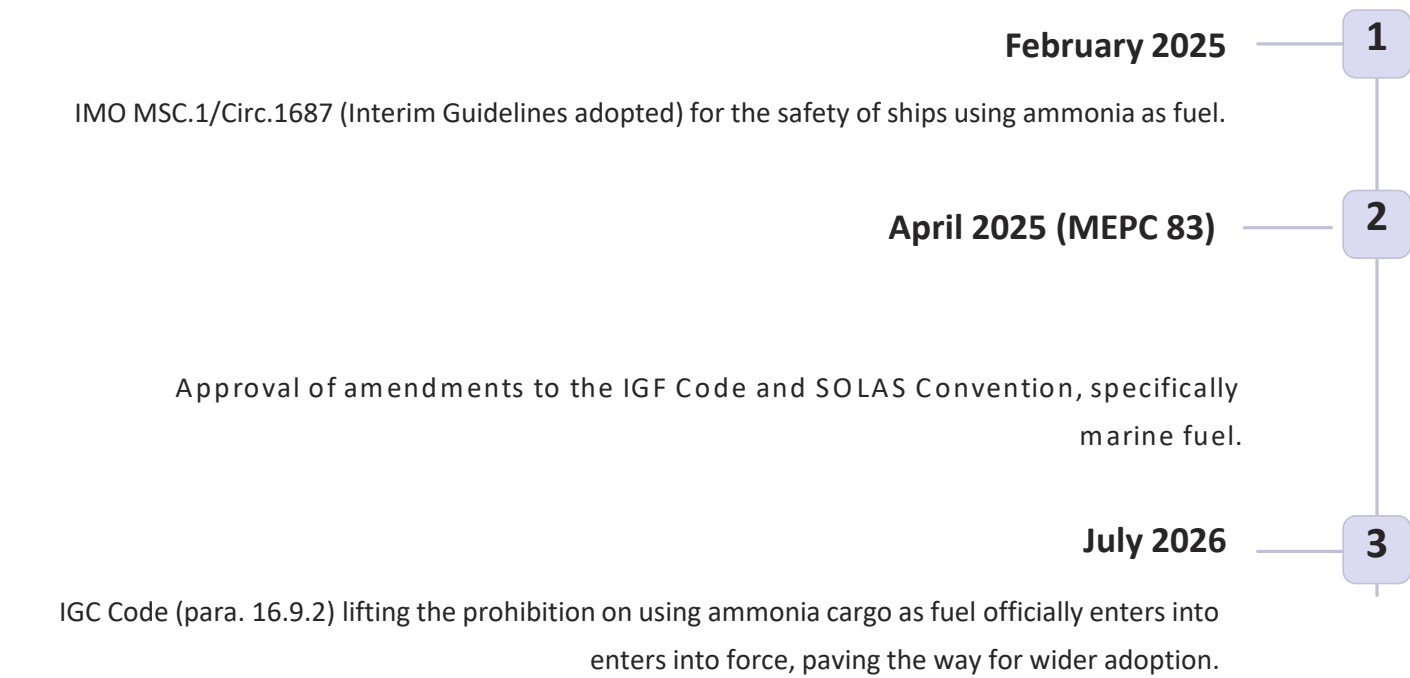 February 2025
1
IMO MSC.1/Circ.1687 (Interim Guidelines adopted) for the safety of ships using ammonia as fuel.
April 2025 (MEPC 83)
2
Approval of amendments to the IGF Code and SOLAS Convention, specifically
marine fuel.
July 2026
3
IGC Code (para. 16.9.2) lifting the prohibition on using ammonia cargo as fuel officially enters into
enters into force, paving the way for wider adoption.